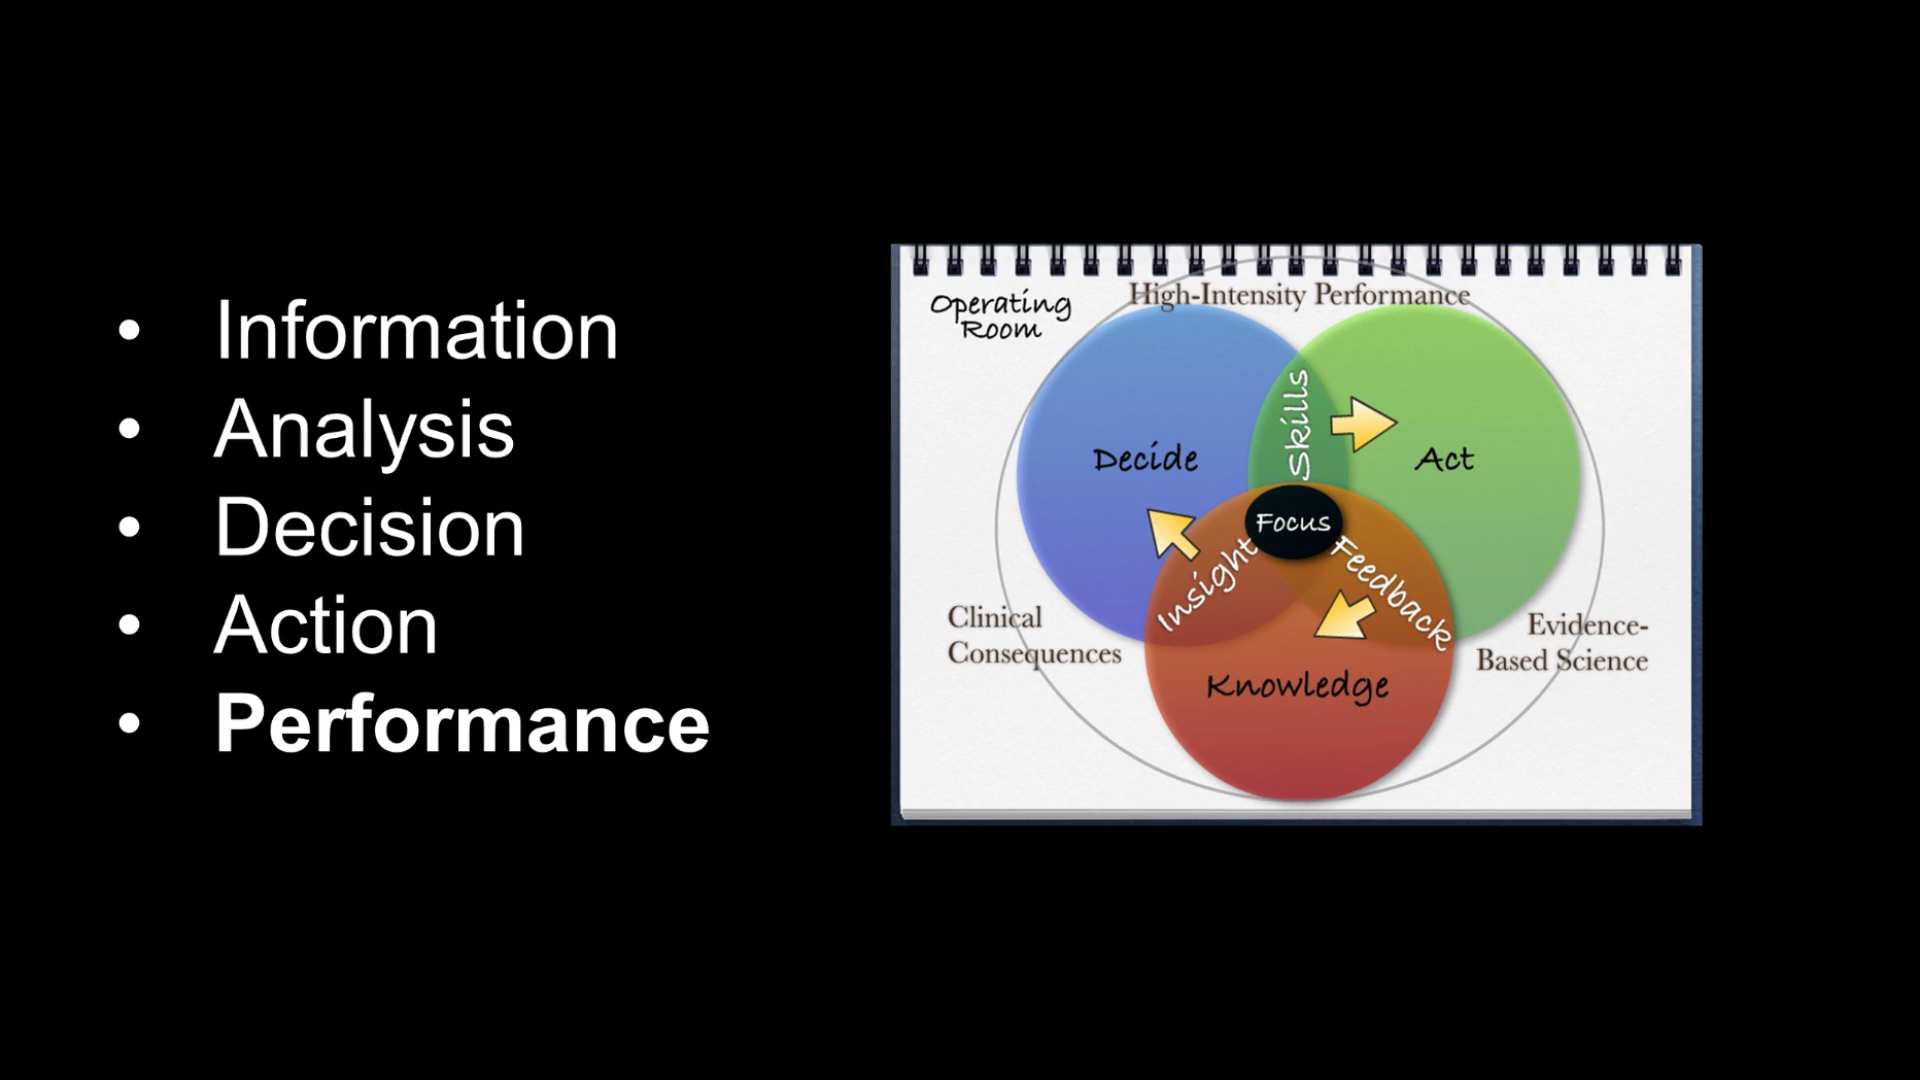 • Information
• Analysis
• Decision
• Action
• Performance
Operating
Room
High-Intensity Performance
Decide
Skills
Act
Focus
Insight
Feedback
Clinical
Consequences
Evidence-
Based Science
Knowledge